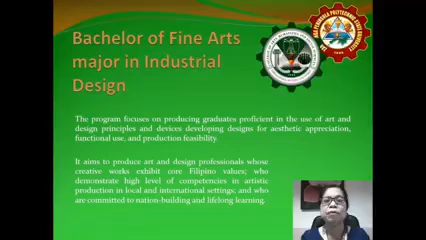 Bachelor of Fine Arts
major in Industrial
Design
The program focuses on producing graduates proficient in the use of art and
design principles and devices developing designs for aesthetic appreciation,
functional use, and production feasibility.
It aims to produce art and design professionals whose
creative works exhibit core Filipino values; who
demonstrate high level of competencies in artistic
production in local and international settings; and who
are committed to nation-building and lifelong learning.